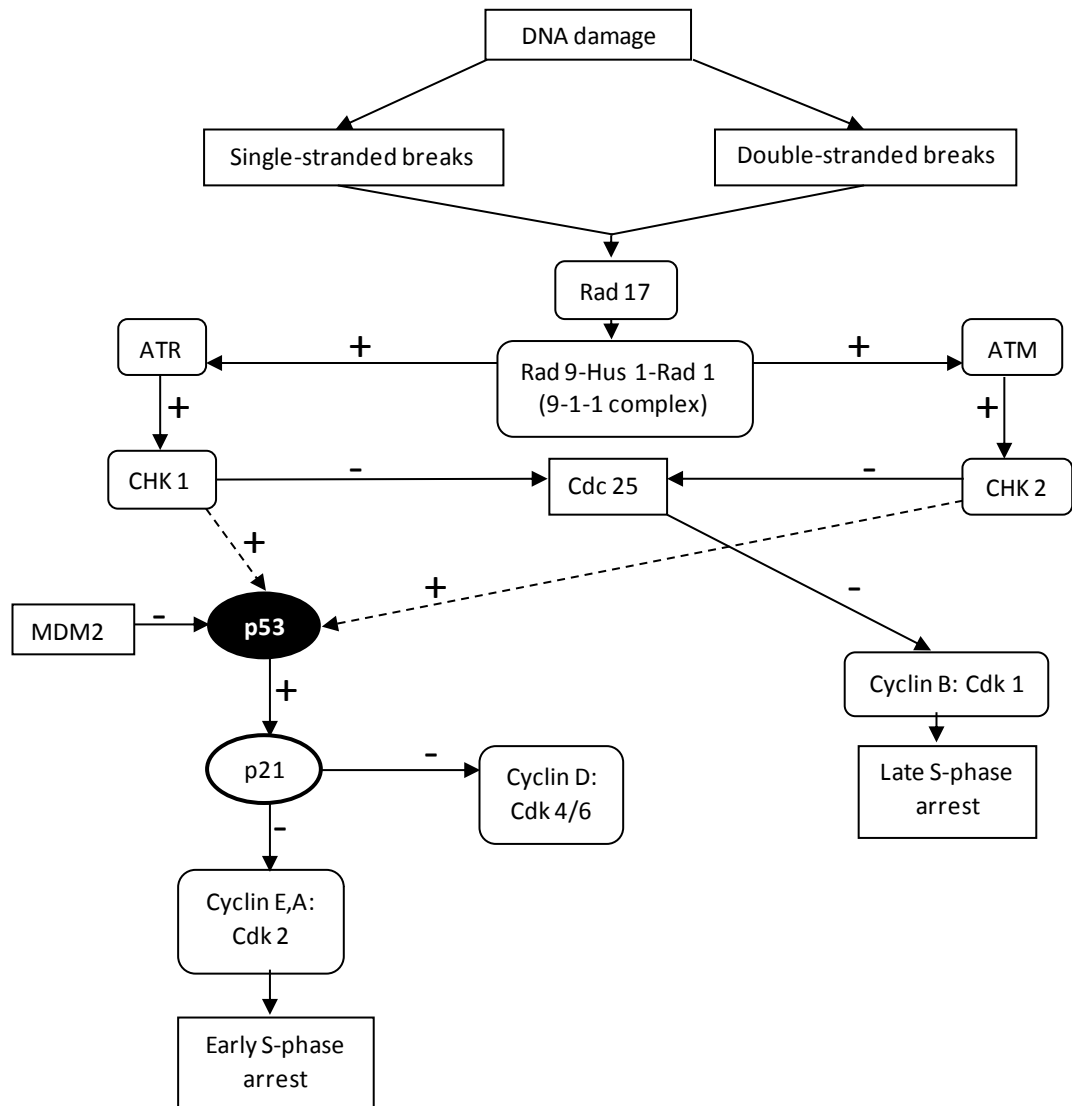 DNA damage
Single-stranded breaks
Double-stranded breaks
Rad 17
ATR
+
+
ATM
Rad 9-Hus 1-Rad 1
(9-1-1 complex)
+
+
CHK 1
-
Cdc 25
-
CHK 2
+
+
-
MDM2
-
p53
+
Cyclin B: Cdk 1
p21
-
Cyclin D:
Cdk 4/6
Late S-phase
arrest
-
Cyclin E,A:
Cdk 2
Early S-phase
arrest